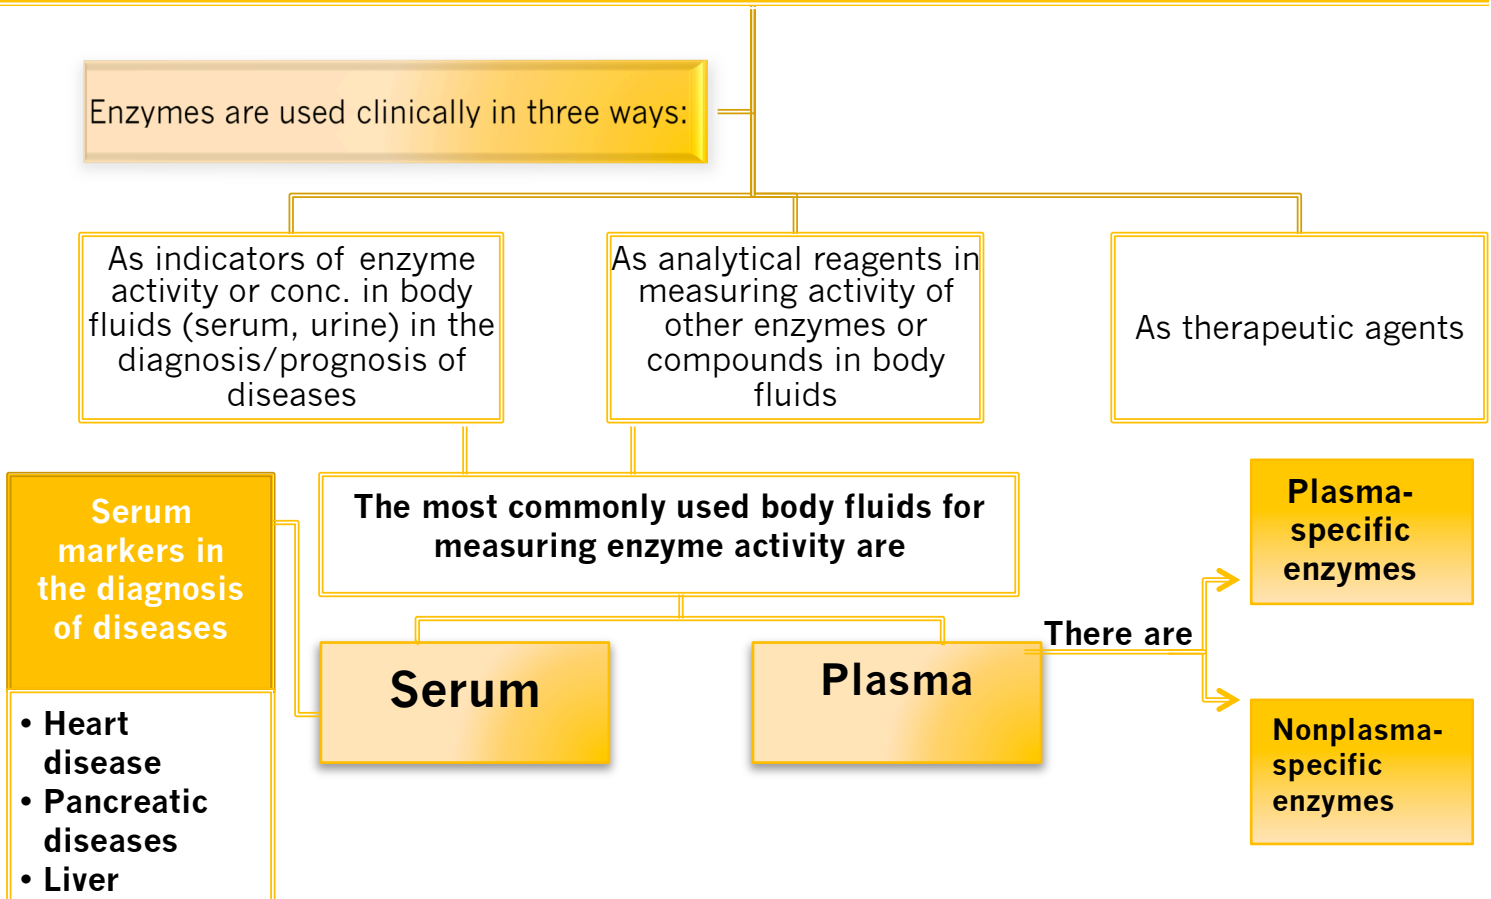 Enzymes are used clinically in three ways:
As indicators of enzyme
activity or conc. in body
fluids (serum, urine) in the
diagnosis/prognosis of
diseases
As analytical reagents in
measuring activity of
other enzymes or
compounds in body
fluids
As therapeutic agents
Serum
markers in
the diagnosis
of diseases
• Heart
disease
• Pancreatic
diseases
• Liver
The most commonly used body fluids for
measuring enzyme activity are
Serum
Plasma
There are
Plasma-
specific
enzymes
Nonplasma-
specific
enzymes